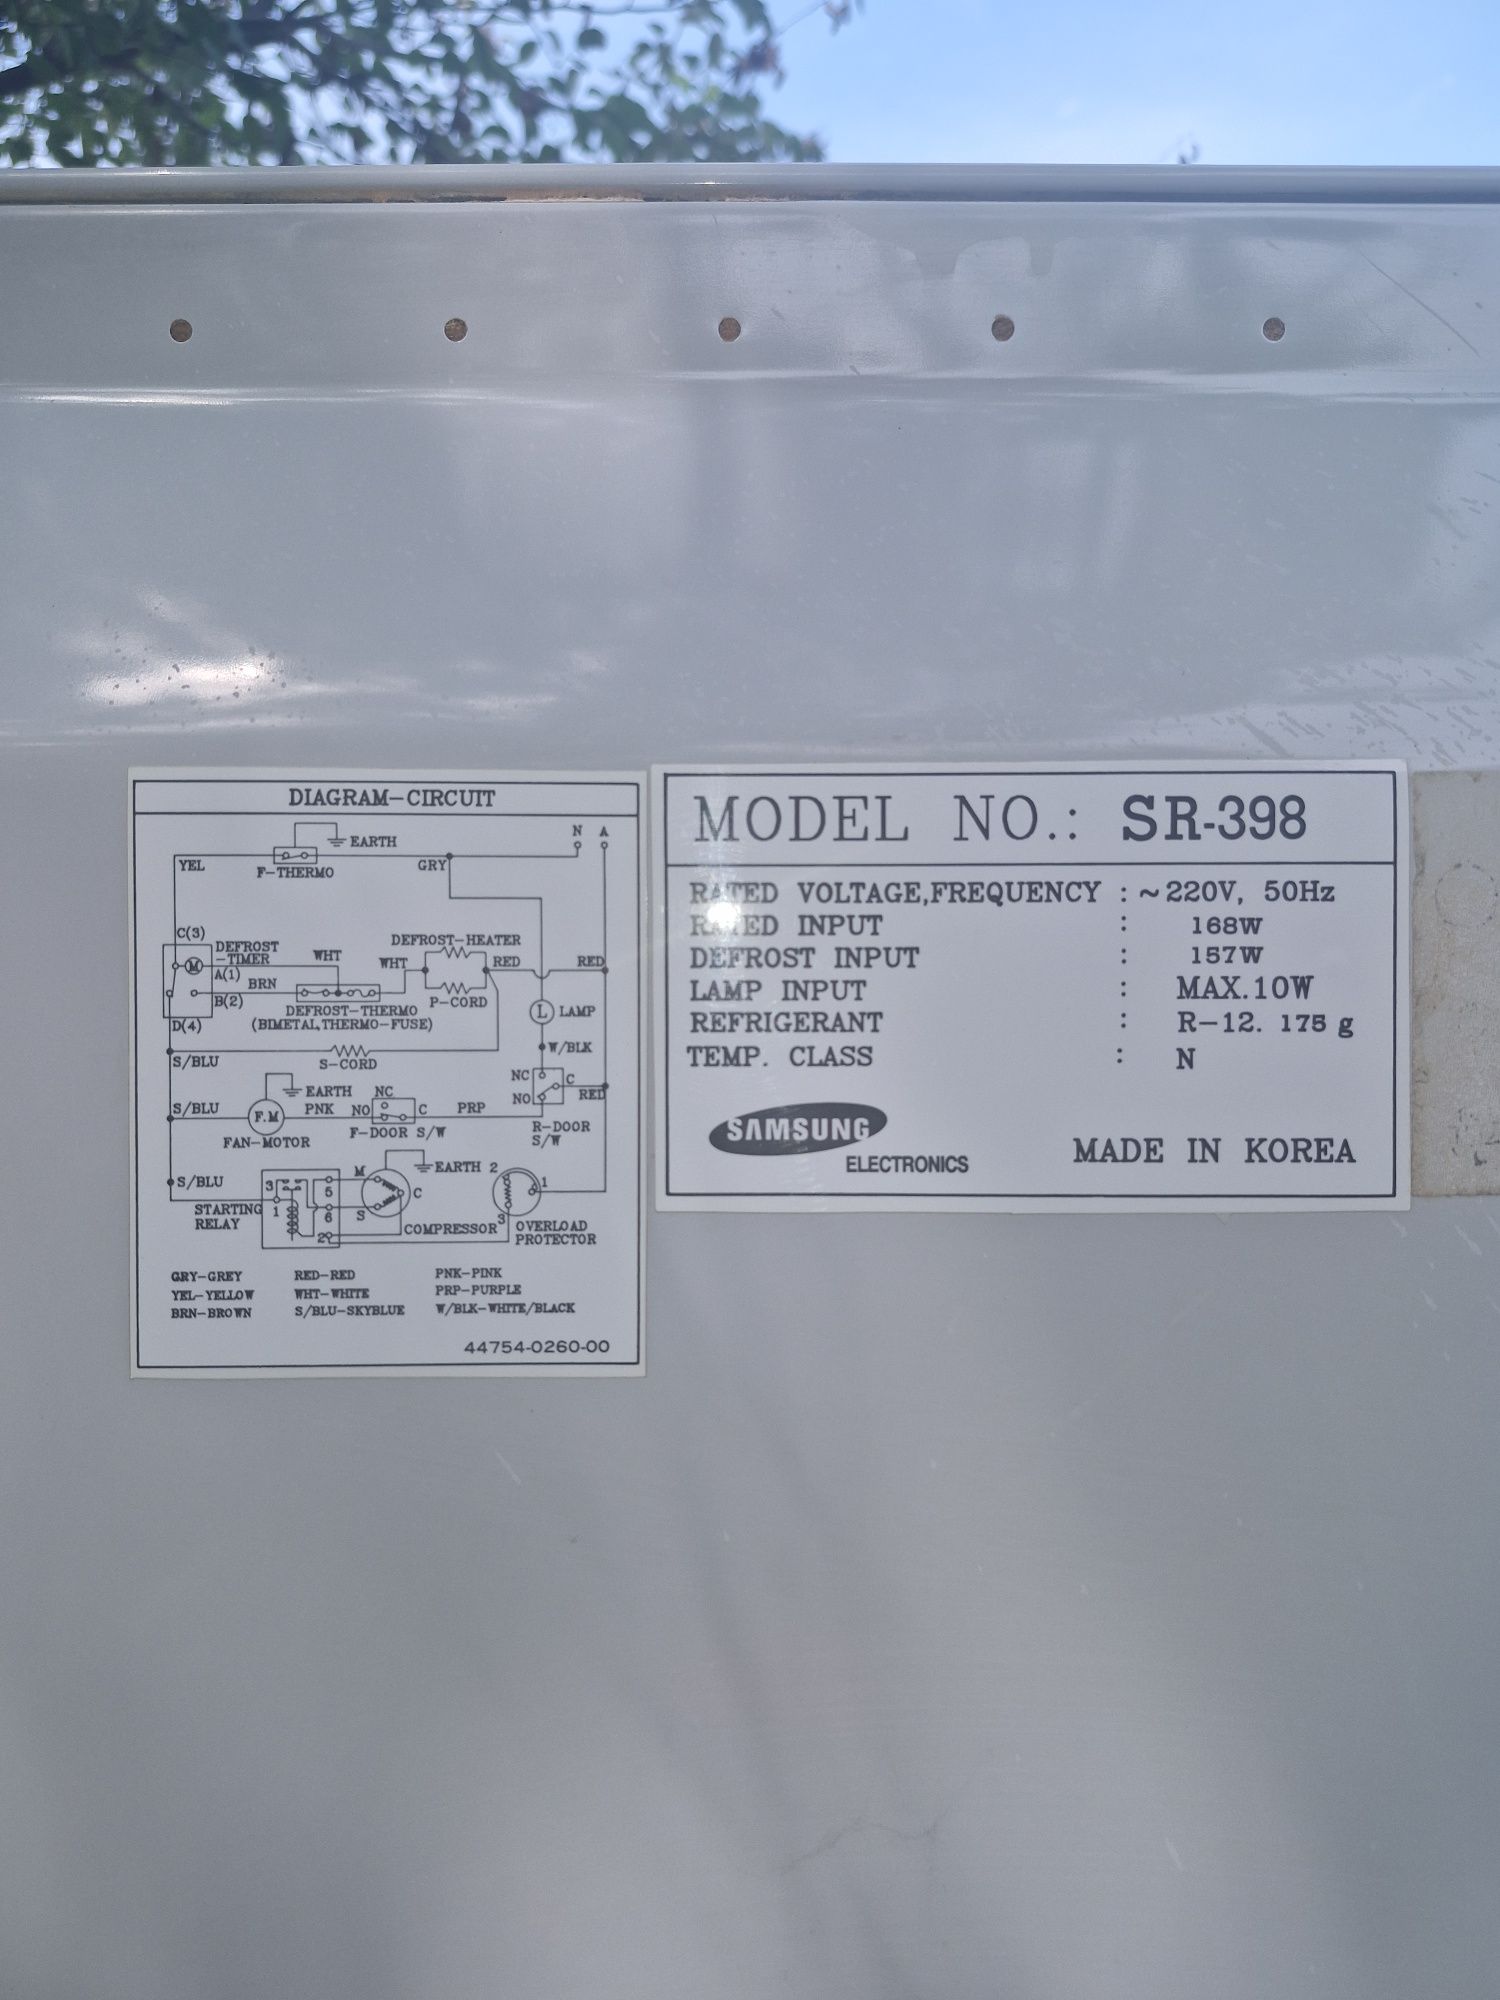 DIAGRAM-CIRCUIT
N A
EARTH
YEL
F-THERMO
GRY
C(3)
DEFROST
-TIMER
M
A(1)
WHT
DEFROST-HEATER
WHT
RED
RED
BRN
B(2)
P-CORD
DEFROST-THERMO
(BIMETAL,THERMO-FUSE)
L LAMP
D(4)
S/BLU
S-CORD
W/BLK
NC
C
NO
RED
EARTH
S/BLU
F.M
PNK
NC
NO
C
PRP
FAN-MOTOR
F-DOOR S/W
R-DOOR
S/W
S/BLU
M
EARTH
2
3
5
C
1
STARTING
RELAY
1
6
S
2
COMPRESSOR
3
OVERLOAD
PROTECTOR
GRY-GREY RED-RED PNK-PINK
YEL-YELLOW WHT-WHITE PRP-PURPLE
BRN-BROWN S/BLU-SKYBLUE W/BLK-WHITE/BLACK
44754-0260-00
MODEL NO.: SR-398
RATED VOLTAGE,FREQUENCY : ~220V, 50Hz
RATED INPUT : 168W
DEFROST INPUT : 157W
LAMP INPUT : MAX.10W
REFRIGERANT : R-12. 175 g
TEMP. CLASS : N
SAMSUNG
ELECTRONICS
MADE IN KOREA